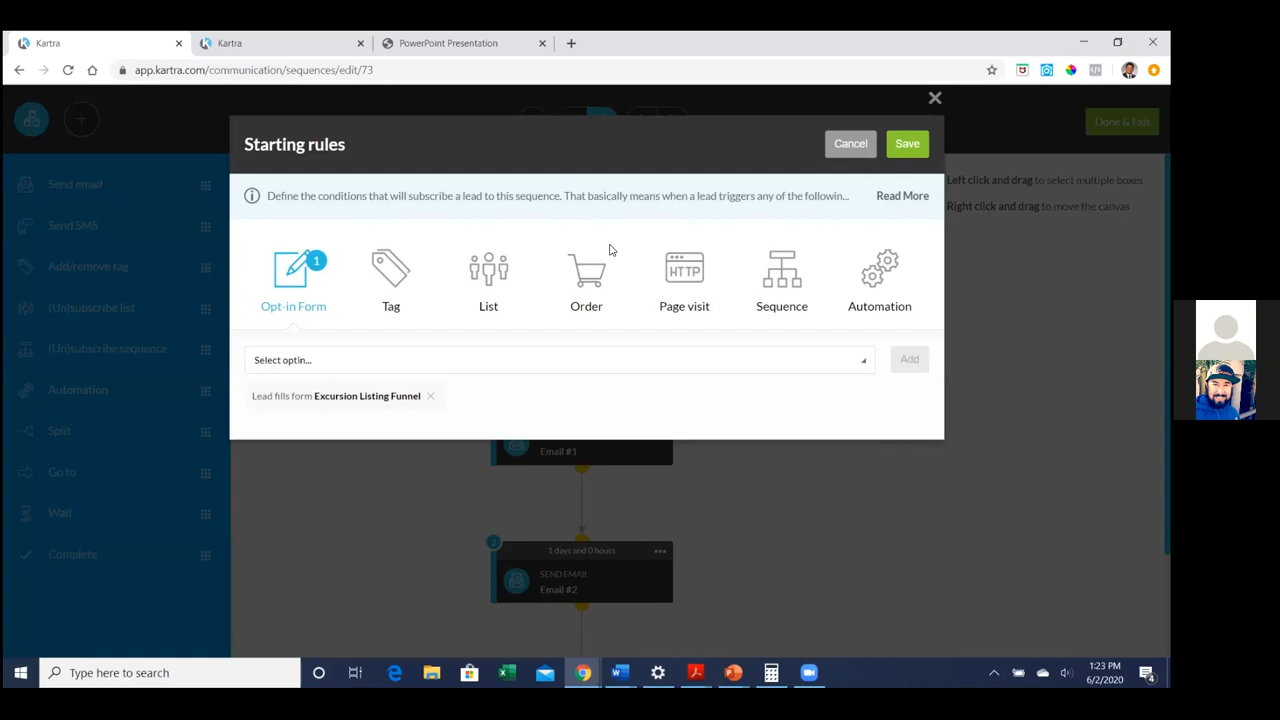 Kartra
Kartra
PowerPoint Presentation
app.kartra.com/communication/sequences/edit/73
Done & Exit
Starting rules
Cancel
Save
Define the conditions that will subscribe a lead to this sequence. That basically means when a lead triggers any of the followin...
Read More
Left click and drag to select multiple boxes
Right click and drag to move the canvas
Send email
Send SMS
Add/remove tag
(Un)subscribe list
(Un)subscribe sequence
Automation
Split
Go to
Wait
Complete
1
HTTP
Opt-in Form
Tag
List
Order
Page visit
Sequence
Automation
Select optin...
Add
Lead fills form Excursion Listing Funnel
Email #1
2
1 days and 0 hours
SEND EMAIL
Email #2
Type here to search
1:23 PM
6/2/2020
4